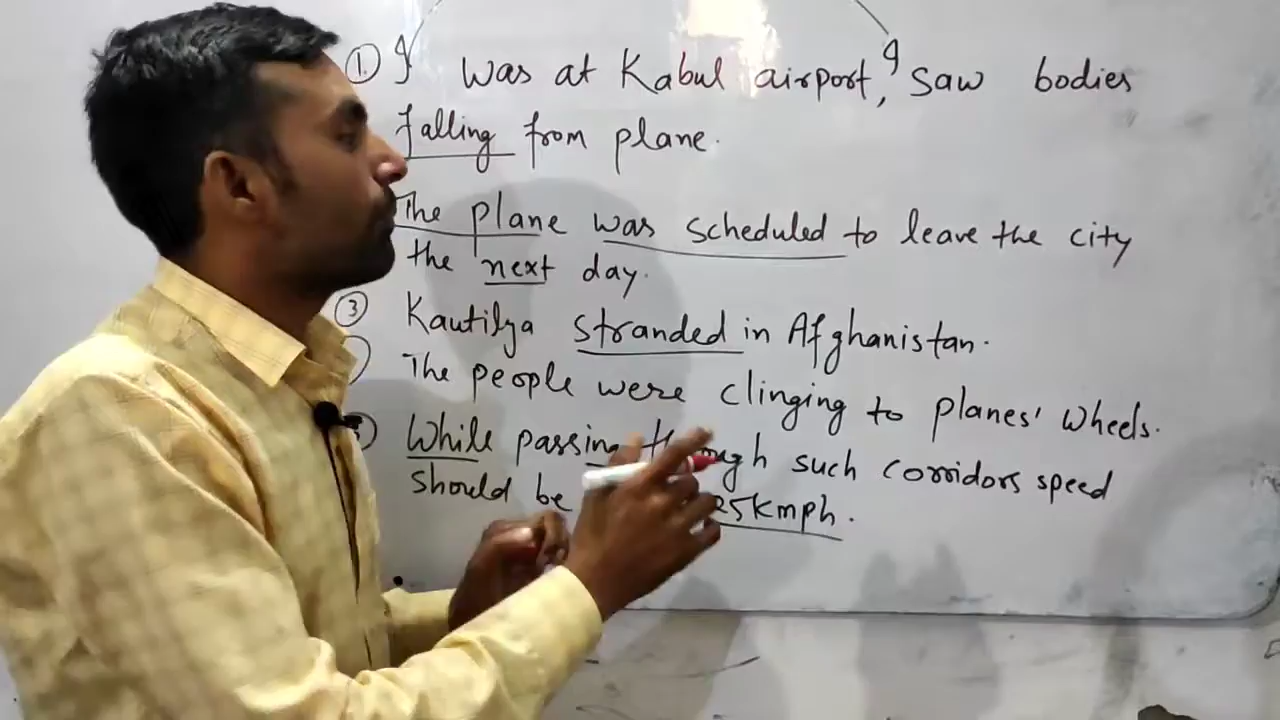 ① I was at Kabul airport, I saw bodies
falling from plane.
The plane was scheduled to leave the city
the next day.
③ Kautilya stranded in Afghanistan.
The people were clinging to planes' wheels.
While passing through such corridors speed
should be 25kmph.